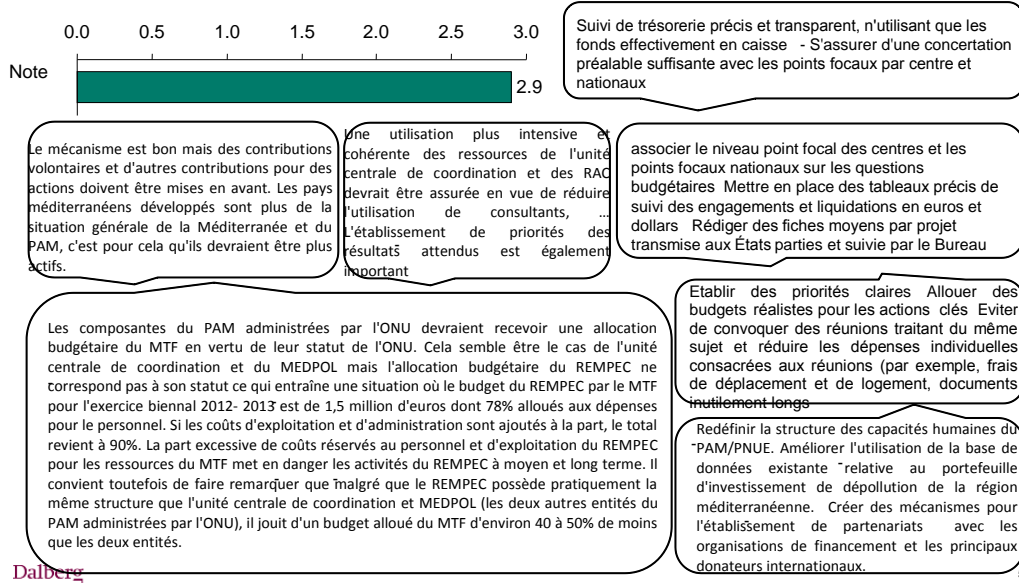 0.0 0.5 1.0 1.5 2.0 2.5 3.0
Note
2.9
Suivi de trésorerie précis et transparent, n'utilisant que les
fonds effectivement en caisse - S'assurer d'une concertation
préalable suffisante avec les points focaux par centre et
nationaux
Le mécanisme est bon mais des contributions
volontaires et d'autres contributions pour des
actions doivent être mises en avant. Les pays
méditerranéens développés sont plus de la
situation générale de la Méditerranée et du
PAM, c'est pour cela qu'ils devraient être plus
actifs.
Une utilisation plus intensive et
cohérente des ressources de l'unité
centrale de coordination et des RAC
devrait être assurée en vue de réduire
l'utilisation de consultants, ...
L'établissement de priorités des
résultats attendus est également
important
associer le niveau point focal des centres et les
points focaux nationaux sur les questions
budgétaires Mettre en place des tableaux précis de
suivi des engagements et liquidations en euros et
dollars Rédiger des fiches moyens par projet
transmise aux États parties et suivie par le Bureau
Les composantes du PAM administrées par l'ONU devraient recevoir une allocation
budgétaire du MTF en vertu de leur statut de l'ONU. Cela semble être le cas de l'unité
centrale de coordination et du MEDPOL mais l'allocation budgétaire du REMPEC ne
correspond pas à son statut ce qui entraîne une situation où le budget du REMPEC par le MTF
pour l'exercice biennal 2012- 2013 est de 1,5 million d'euros dont 78% alloués aux dépenses
pour le personnel. Si les coûts d'exploitation et d'administration sont ajoutés à la part, le total
revient à 90%. La part excessive de coûts réservés au personnel et d'exploitation du REMPEC
pour les ressources du MTF met en danger les activités du REMPEC à moyen et long terme. Il
convient toutefois de faire remarquer que malgré que le REMPEC possède pratiquement la
même structure que l'unité centrale de coordination et MEDPOL (les deux autres entités du
PAM administrées par l'ONU), il jouit d'un budget alloué du MTF d'environ 40 à 50% de moins
que les deux entités.
Etablir des priorités claires Allouer des
budgets réalistes pour les actions clés Eviter
de convoquer des réunions traitant du même
sujet et réduire les dépenses individuelles
consacrées aux réunions (par exemple, frais
de déplacement et de logement, documents
inutilement longs
Redéfinir la structure des capacités humaines du
PAM/PNUE. Améliorer l'utilisation de la base de
données existante relative au portefeuille
d'investissement de dépollution de la région
méditerranéenne. Créer des mécanismes pour
l'établissement de partenariats avec les
organisations de financement et les principaux
donateurs internationaux.
Dalberg